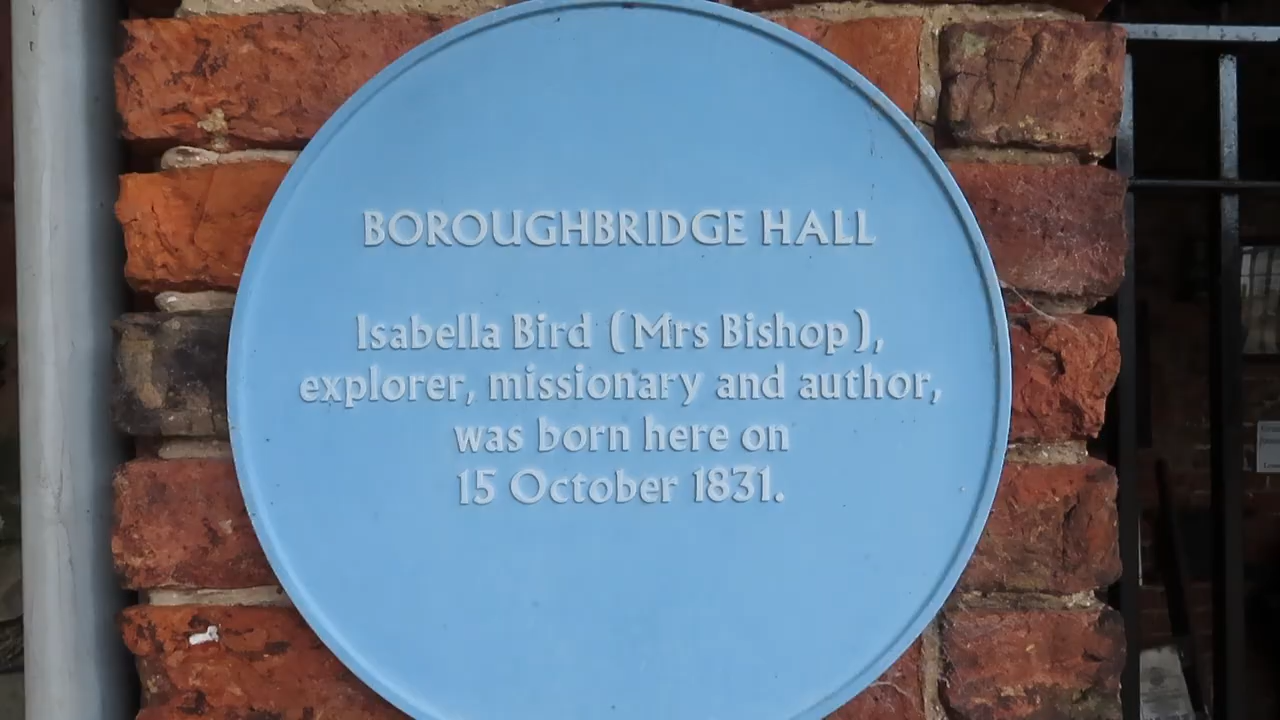 BOROUGHBRIDGE HALL
Isabella Bird (Mrs Bishop),
explorer, missionary and author,
was born here on
15 October 1831.